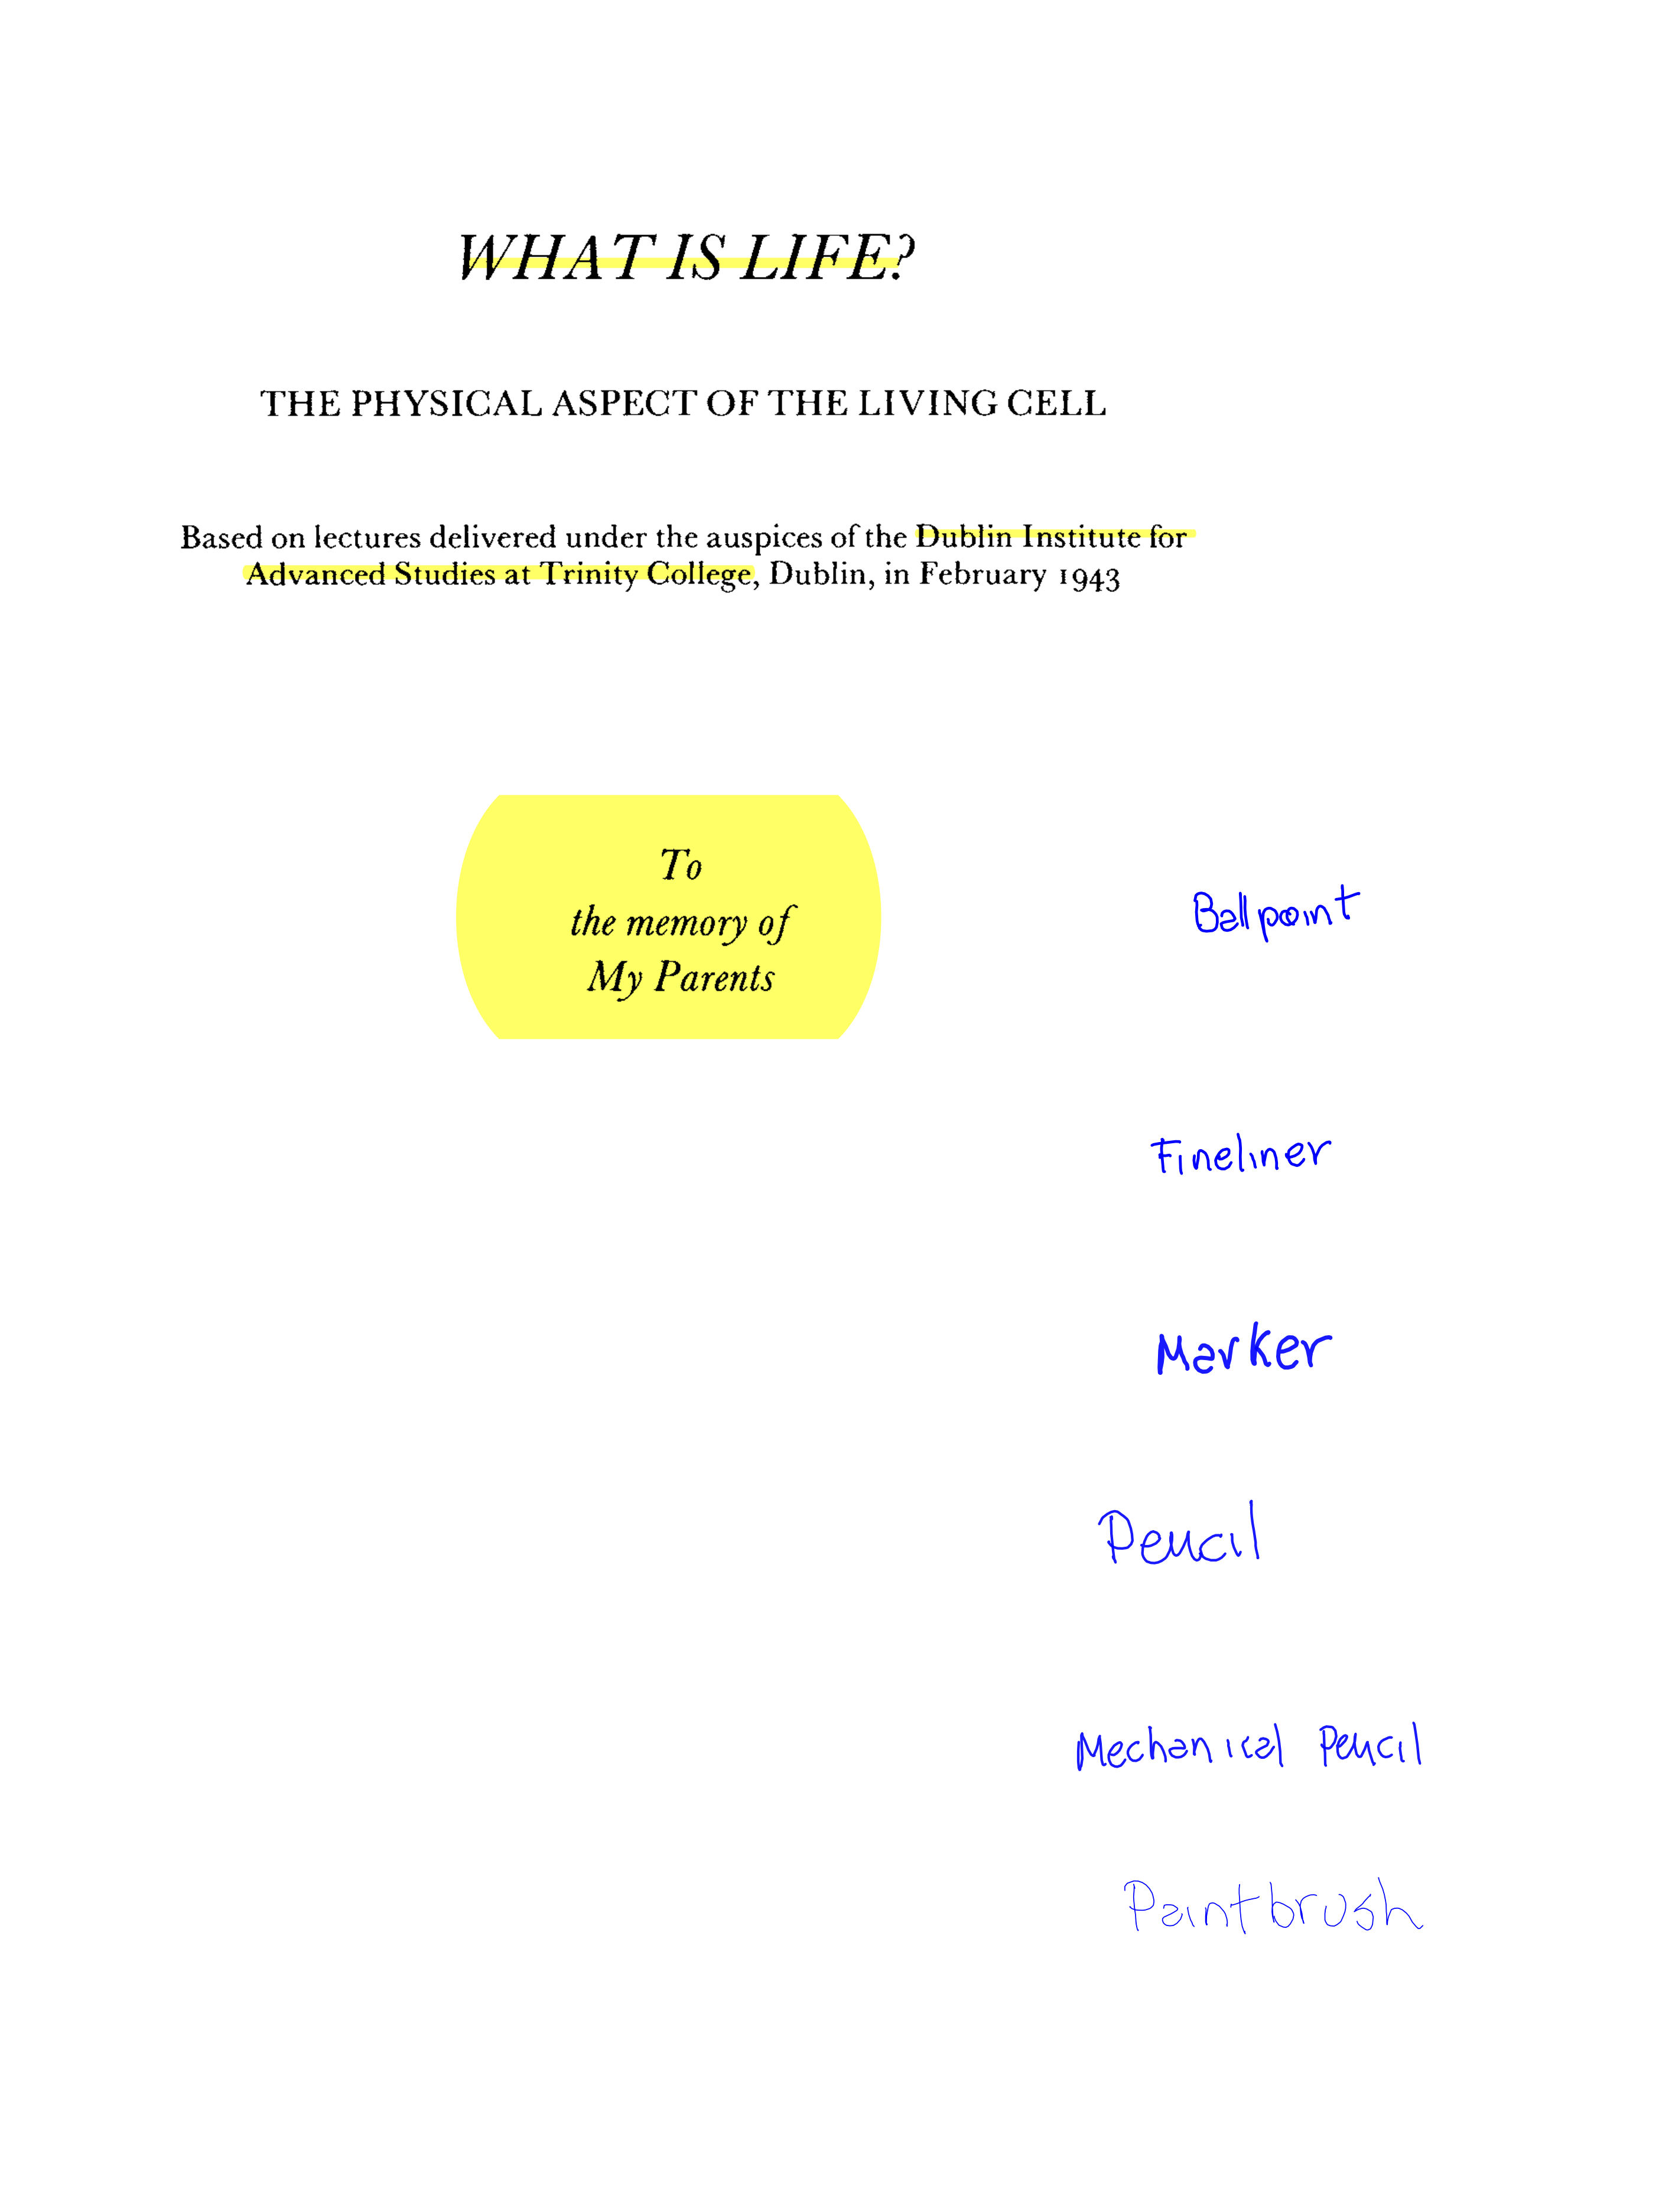 WHAT IS LIFE?
THE PHYSICAL ASPECT OF THE LIVING CELL
Based on lectures delivered under the auspices of the Dublin Institute for
Advanced Studies at Trinity College, Dublin, in February 1943
To
the memory of
My Parents
Ballpoint
Fineliner
Marker
Pencil
Mechanical Pencil
Paintbrush